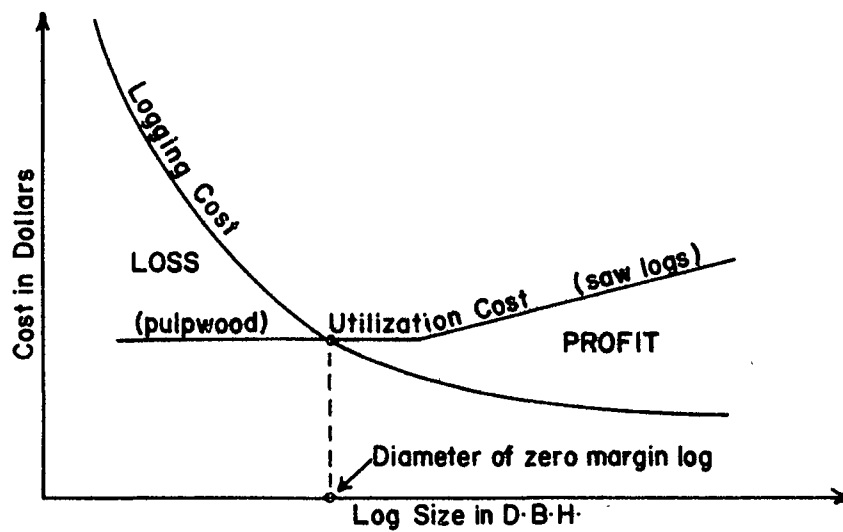 Cost in Dollars
Logging Cost
LOSS
(pulpwood)
Utilization Cost (saw logs)
PROFIT
Diameter of zero margin log
Log Size in D.B.H.